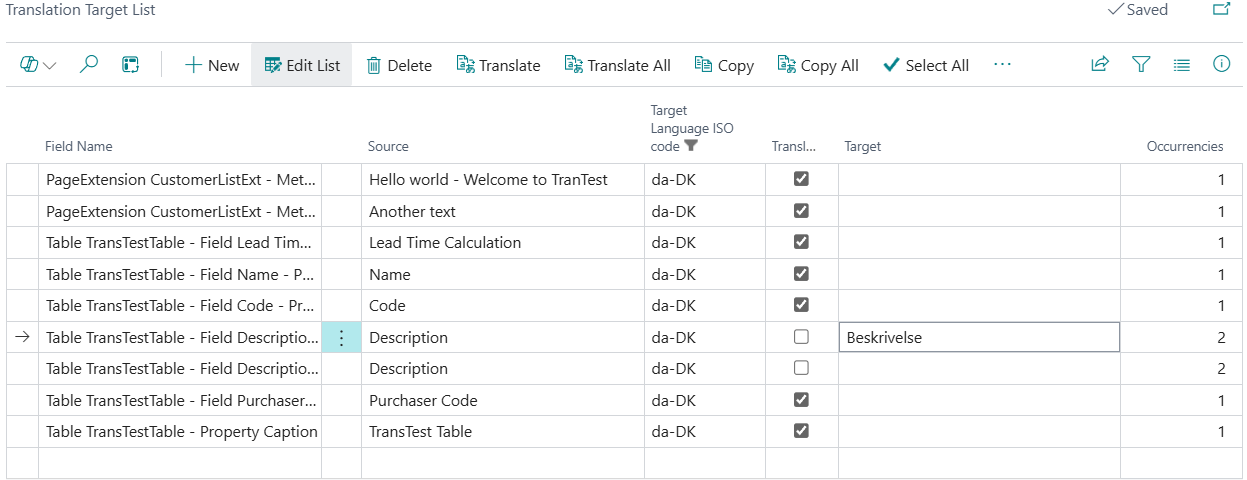 Translation Target List
Saved
New Edit List Delete Translate Translate All Copy Copy All Select All ...
Field Name Source Target Language ISO code Transl... Target Occurrencies
PageExtension CustomerListExt - Met... Hello world - Welcome to TranTest da-DK 1
PageExtension CustomerListExt - Met... Another text da-DK 1
Table TransTestTable - Field Lead Tim... Lead Time Calculation da-DK 1
Table TransTestTable - Field Name - P... Name da-DK 1
Table TransTestTable - Field Code - Pr... Code da-DK 1
Table TransTestTable - Field Descriptio... Description da-DK Beskrivelse 2
Table TransTestTable - Field Descriptio... Description da-DK 2
Table TransTestTable - Field Purchaser... Purchaser Code da-DK 1
Table TransTestTable - Property Caption TransTest Table da-DK 1